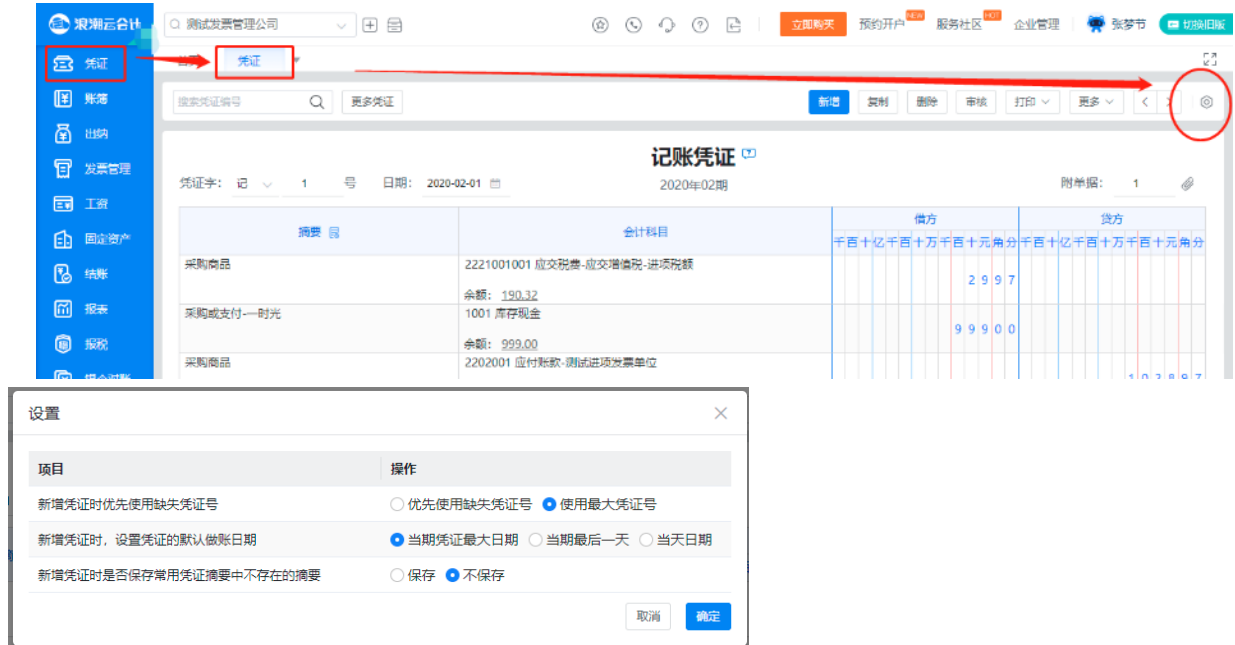 浪潮云会计 测试发票管理公司 立即购买 预约开户 NEW 服务社区 HOT 企业管理 张梦节 切换旧版
凭证 凭证
搜索凭证编号 更多凭证 新增 复制 删除 审核 打印 更多
账簿
出纳
发票管理
工资
固定资产
结账
报表
报税
记账凭证
凭证字: 记 1 号 日期: 2020-02-01 2020年02期 附单据: 1
摘要 会计科目 借方 贷方
千百十亿千百十万千百十元角分 千百十亿千百十万千百十元角分
采购商品 2221001001 应交税费-应交增值税-进项税额 2997
余额: 190.32
采购或支付-一时光 1001 库存现金 99900
余额: 999.00
采购商品 2202001 应付账款-测试进项发票单位 102897
设置
项目 操作
新增凭证时优先使用缺失凭证号 优先使用缺失凭证号 使用最大凭证号
新增凭证时，设置凭证的默认做账日期 当期凭证最大日期 当期最后一天 当天日期
新增凭证时是否保存常用凭证摘要中不存在的摘要 保存 不保存
取消 确定